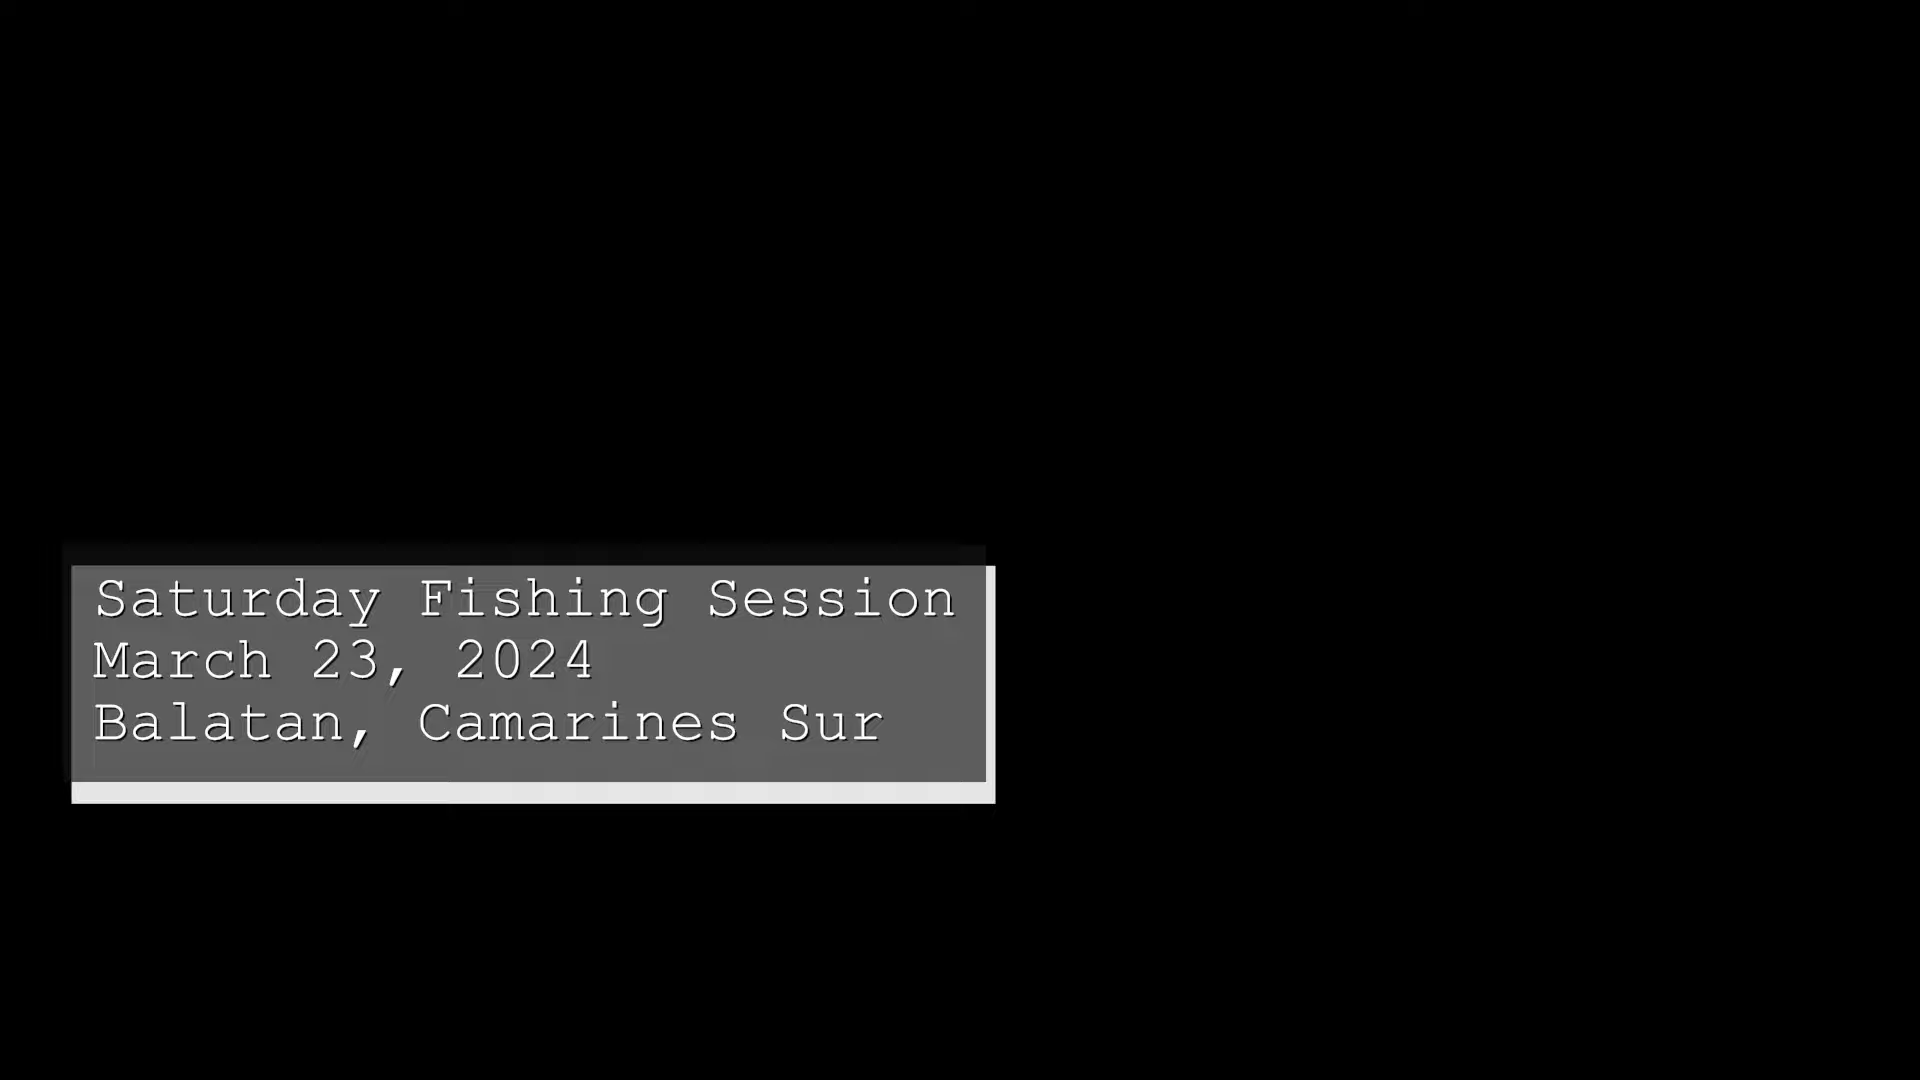 Saturday Fishing Session
March 23, 2024
Balatan, Camarines Sur